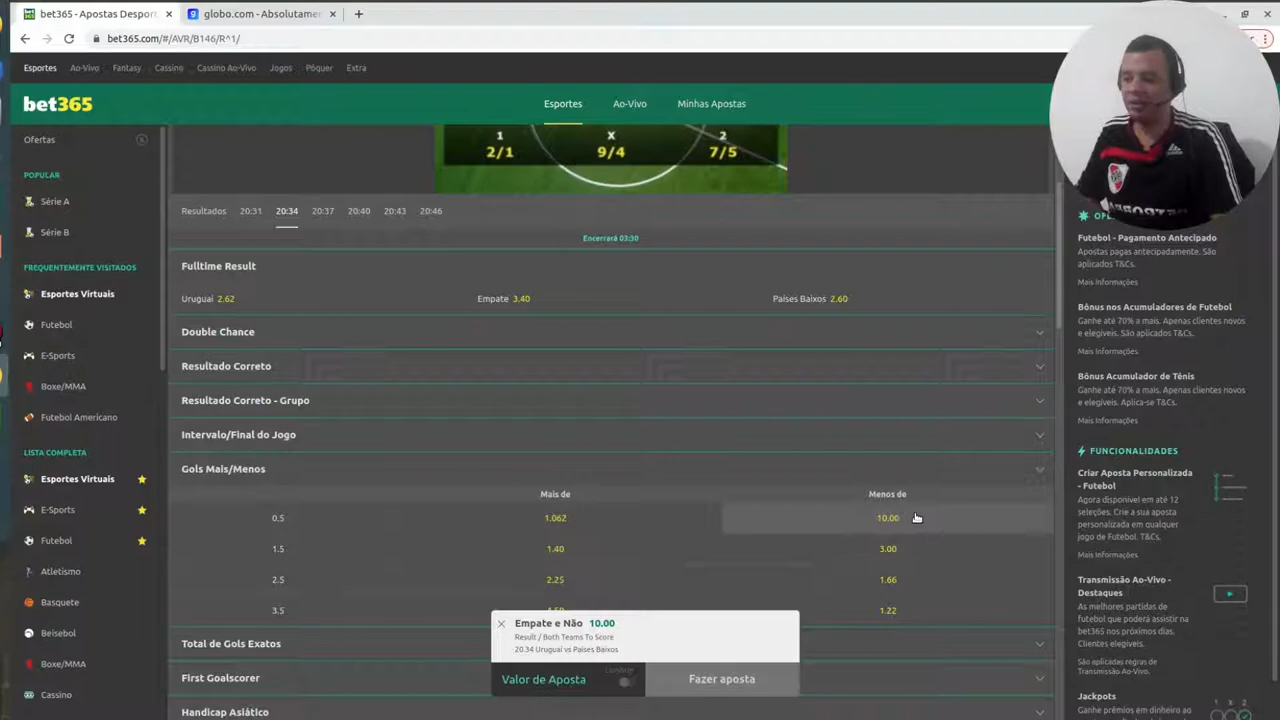 bet365 - Apostas Desport
globo.com - Absolutamen
bet365.com/#/AVR/B146/R^1/
Esportes Ao-Vivo Fantasy Cassino Cassino Ao-Vivo Jogos Pôquer Extra
bet365
Esportes Ao-Vivo Minhas Apostas
Ofertas
POPULAR
Série A
Série B
FREQUENTEMENTE VISITADOS
Esportes Virtuais
Futebol
E-Sports
Boxe/MMA
Futebol Americano
LISTA COMPLETA
Esportes Virtuais
E-Sports
Futebol
Atletismo
Basquete
Beisebol
Boxe/MMA
Cassino
1 X 2
2/1 9/4 7/5
Resultados 20:31 20:34 20:37 20:40 20:43 20:46
Encerrará 03:30
Fulltime Result
Uruguai 2.62 Empate 3.40 Países Baixos 2.60
Double Chance
Resultado Correto
Resultado Correto - Grupo
Intervalo/Final do Jogo
Gols Mais/Menos
Mais de Menos de
0.5 1.062 10.00
1.5 1.40 3.00
2.5 2.25 1.66
3.5 1.22
Total de Gols Exatos
First Goalscorer
Handicap Asiático
Empate e Não 10.00
Result / Both Teams To Score
20.34 Uruguai vs Países Baixos
Valor de Aposta
Fazer aposta
Futebol - Pagamento Antecipado
Apostas pagas antecipadamente. São
aplicados T&Cs.
Mais Informações
Bônus nos Acumuladores de Futebol
Ganhe até 70% a mais. Apenas clientes novos
e elegíveis. São aplicados T&Cs.
Mais Informações
Bônus Acumulador de Tênis
Ganhe até 70% a mais. Apenas clientes novos
e elegíveis. Aplica-se T&Cs.
Mais Informações
FUNCIONALIDADES
Criar Aposta Personalizada
- Futebol
Agora disponível em até 12
seleções. Crie a sua aposta
personalizada em qualquer
jogo de Futebol. T&Cs.
Mais Informações
Transmissão Ao-Vivo -
Destaques
As melhores partidas de
futebol que poderá assistir na
bet365 nos próximos dias.
Clientes elegíveis.
São aplicadas regras de
Transmissão Ao-Vivo.
Jackpots
Ganhe prêmios em dinheiro ao
1 X 2